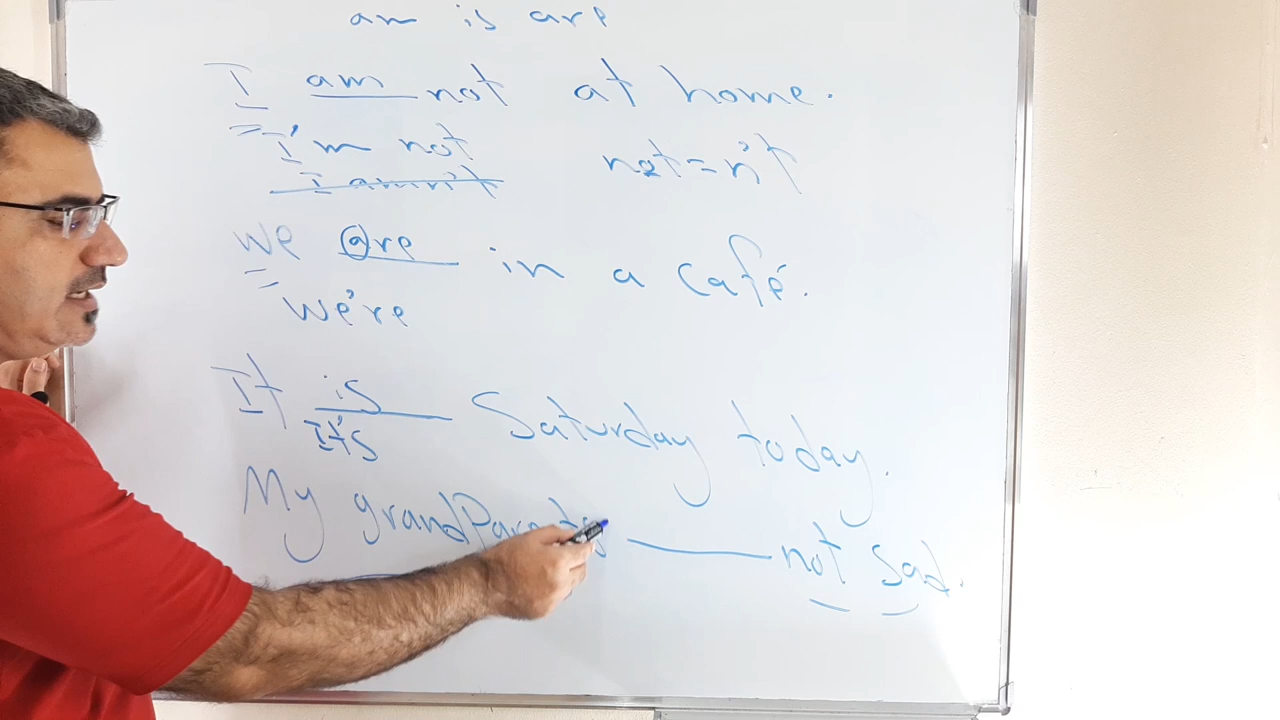 am is are
I am not at home.
I'm not not = n't
I amn't
We are in a café.
we're
It is Saturday today.
It's
My grandParents not sad.